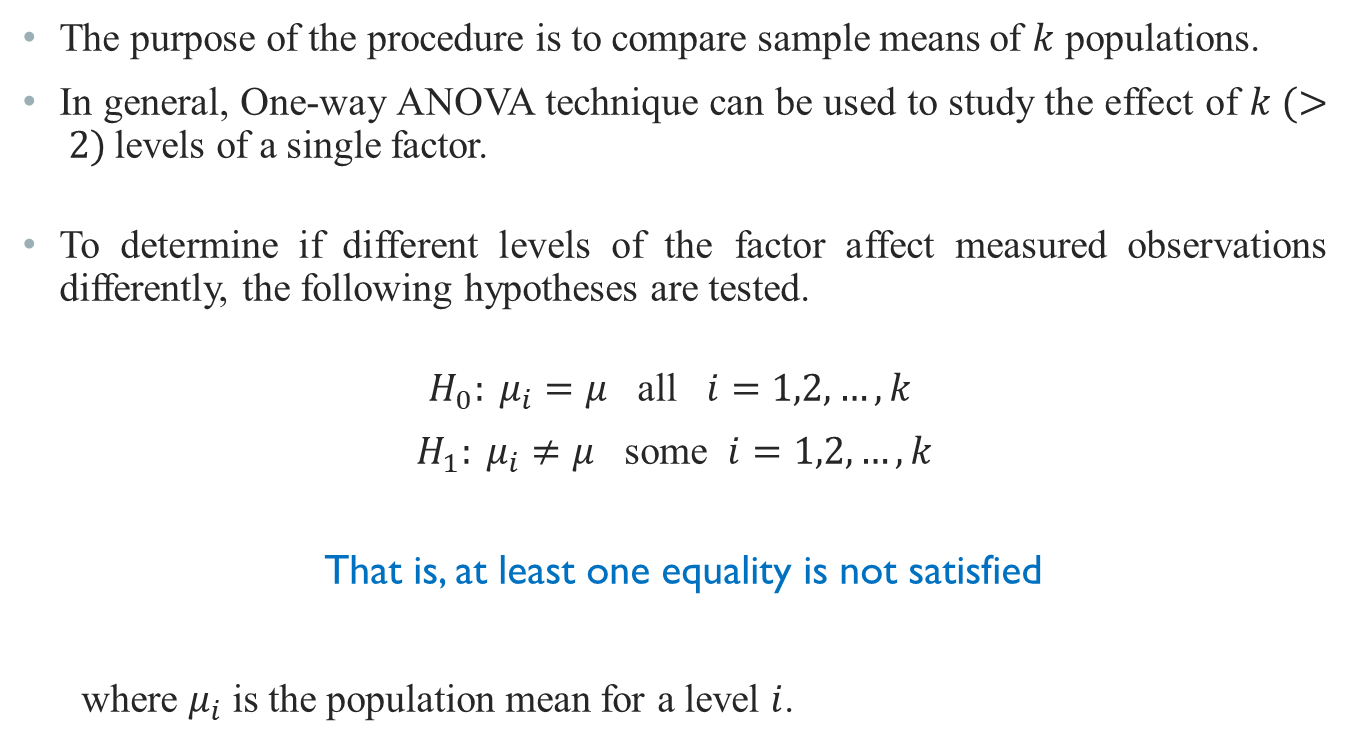 • The purpose of the procedure is to compare sample means of k populations.
• In general, One-way ANOVA technique can be used to study the effect of k (>
2) levels of a single factor.
• To determine if different levels of the factor affect measured observations
differently, the following hypotheses are tested.
H₀: μᵢ = μ all i = 1,2, … , k
H₁: μᵢ ≠ μ some i = 1,2, … , k
That is, at least one equality is not satisfied
where μᵢ is the population mean for a level i.